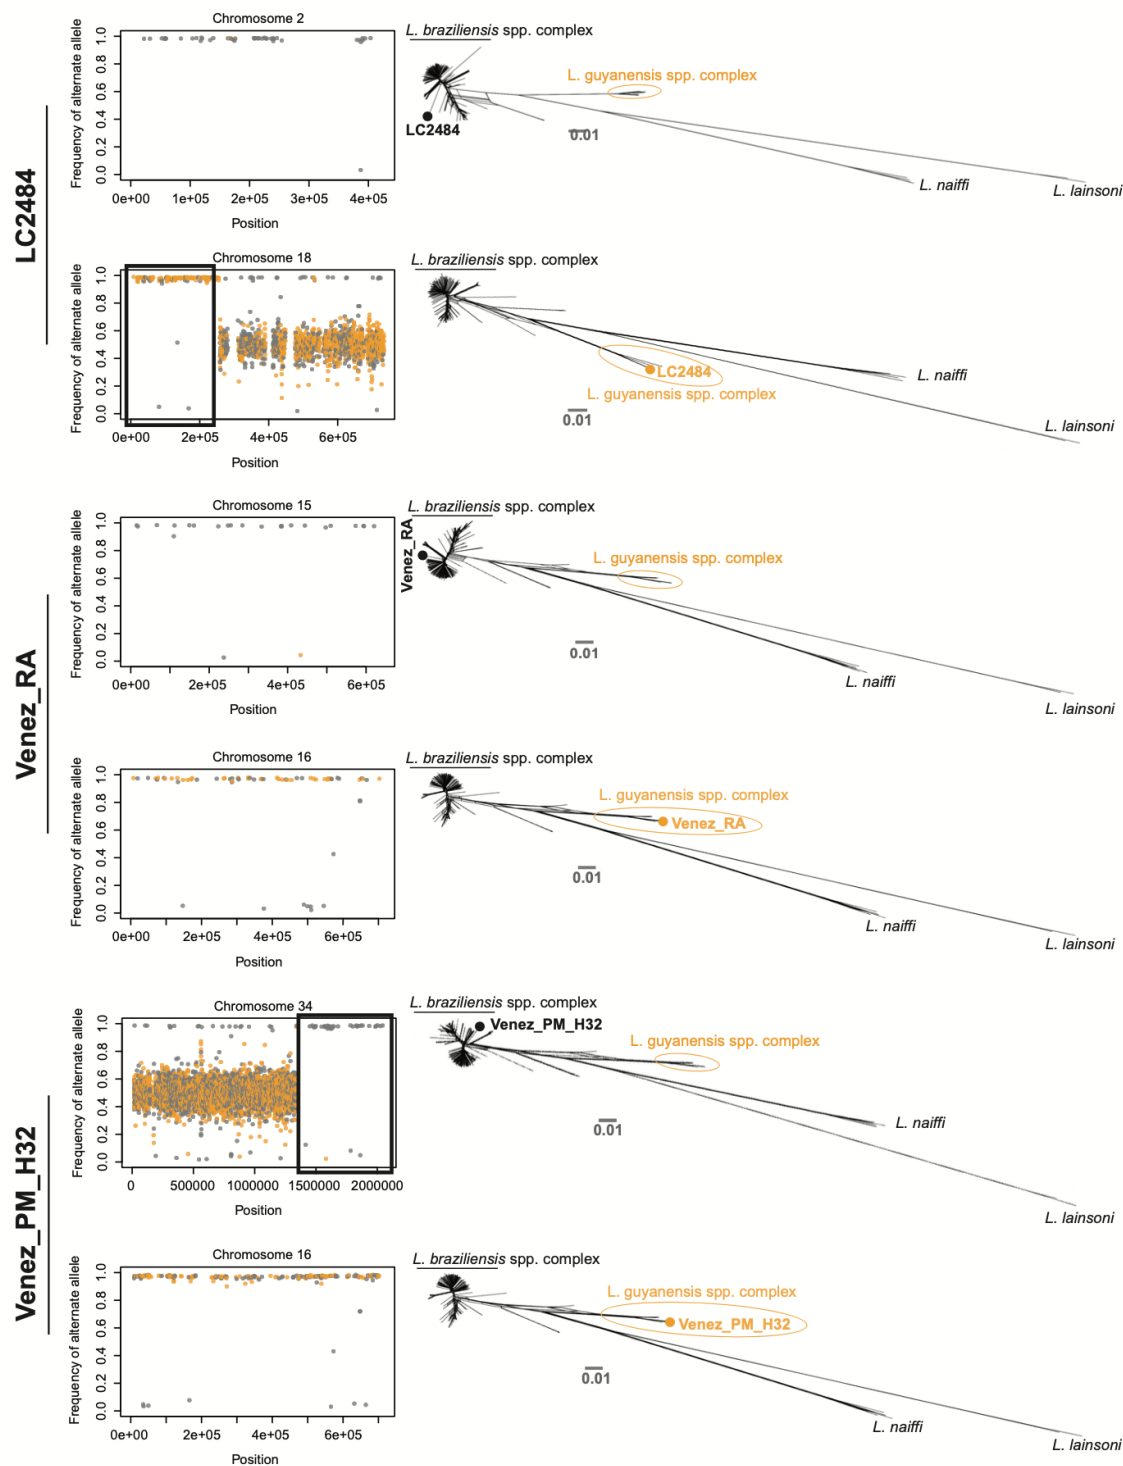 LC2484
Chromosome 2
Frequency of alternate allele
0.0 0.2 0.4 0.6 0.8 1.0
0e+00 1e+05 2e+05 3e+05 4e+05
Position
L. braziliensis spp. complex
L. guyanensis spp. complex
LC2484
0.01
L. naiffi
L. lainsoni
Chromosome 18
Frequency of alternate allele
0.0 0.2 0.4 0.6 0.8 1.0
0e+00 2e+05 4e+05 6e+05
Position
L. braziliensis spp. complex
LC2484
L. guyanensis spp. complex
0.01
L. naiffi
L. lainsoni
Venez_RA
Chromosome 15
Frequency of alternate allele
0.0 0.2 0.4 0.6 0.8 1.0
0e+00 2e+05 4e+05 6e+05
Position
L. braziliensis spp. complex
Venez_RA
L. guyanensis spp. complex
0.01
L. naiffi
L. lainsoni
Chromosome 16
Frequency of alternate allele
0.0 0.2 0.4 0.6 0.8 1.0
0e+00 2e+05 4e+05 6e+05
Position
L. braziliensis spp. complex
L. guyanensis spp. complex
Venez_RA
0.01
L. naiffi
L. lainsoni
Venez_PM_H32
Chromosome 34
Frequency of alternate allele
0.0 0.2 0.4 0.6 0.8 1.0
0 500000 1000000 1500000 2000000
Position
L. braziliensis spp. complex
Venez_PM_H32
L. guyanensis spp. complex
0.01
L. naiffi
L. lainsoni
Chromosome 16
Frequency of alternate allele
0.0 0.2 0.4 0.6 0.8 1.0
0e+00 2e+05 4e+05 6e+05
Position
L. braziliensis spp. complex
L. guyanensis spp. complex
Venez_PM_H32
0.01
L. naiffi
L. lainsoni